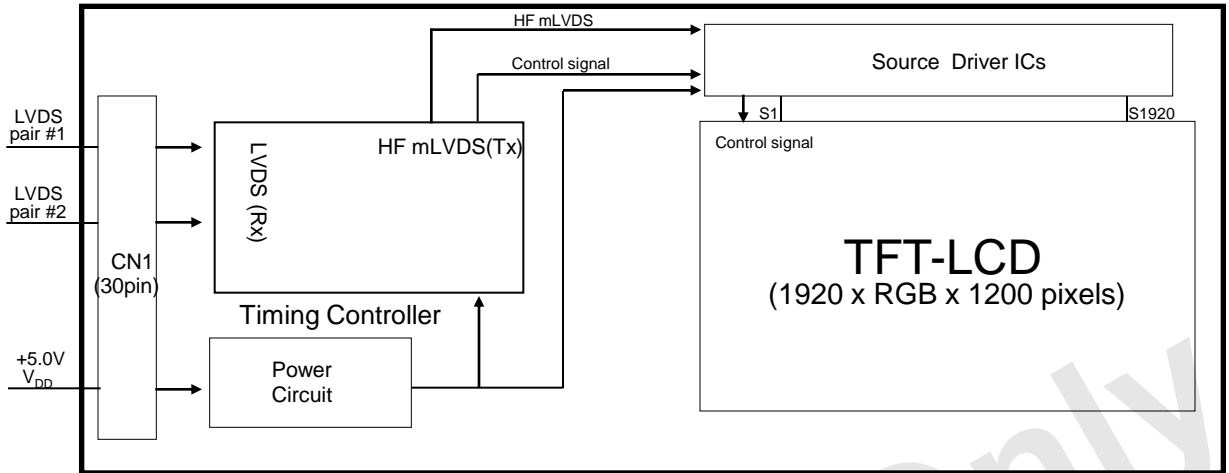 HF mLVDS
Control signal
Source Driver ICs
S1
S1920
LVDS
pair #1
LVDS
pair #2
LVDS (Rx)
HF mLVDS(Tx)
Control signal
CN1
(30pin)
TFT-LCD
(1920 x RGB x 1200 pixels)
Timing Controller
+5.0V
VDD
Power
Circuit
Only